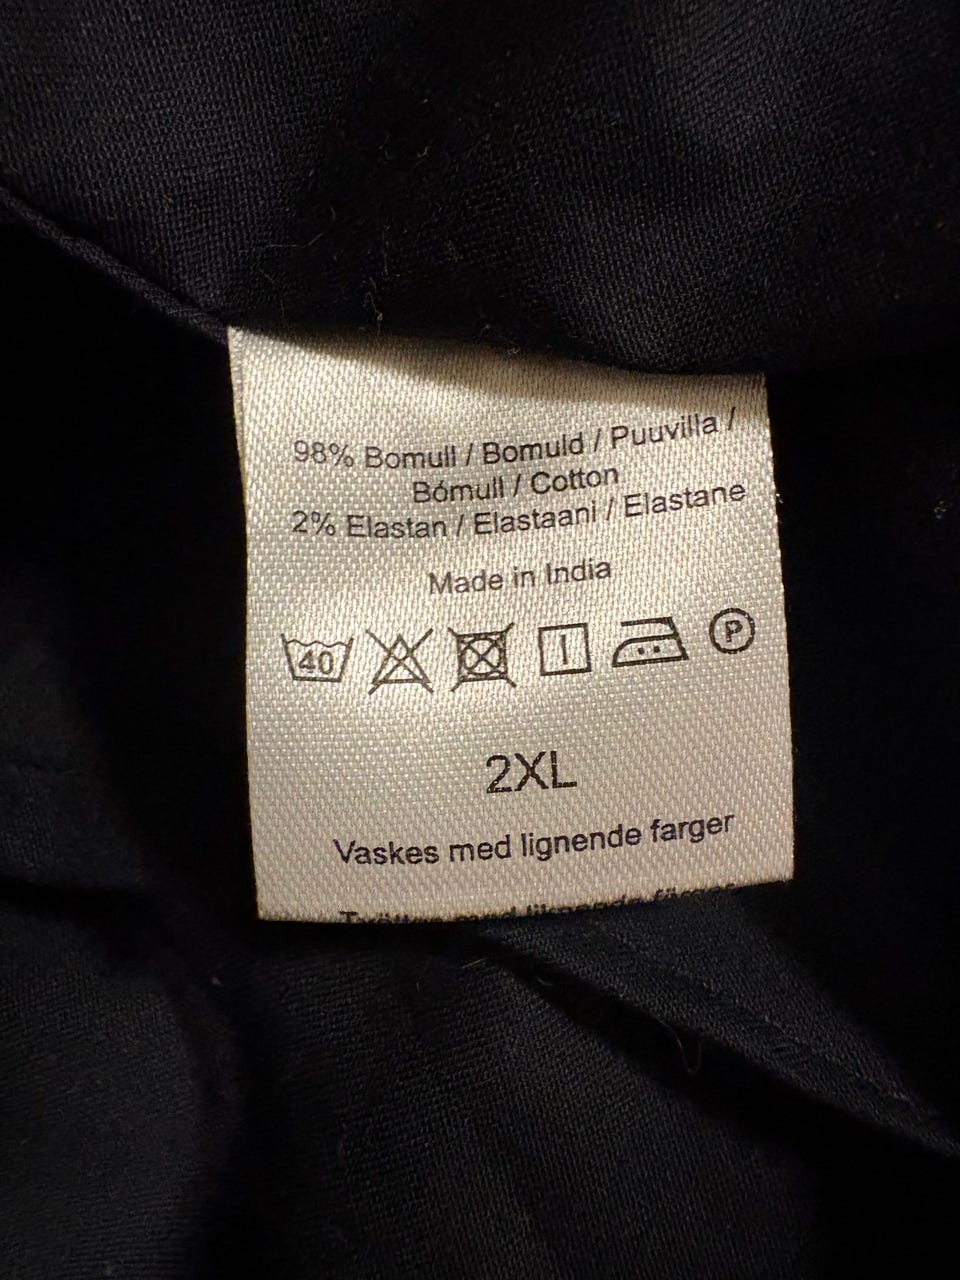 98% Bomull / Bomuld / Puuvilla /
Bómull / Cotton
2% Elastan / Elastaani / Elastane
Made in India
40
P
2XL
Vaskes med lignende farger